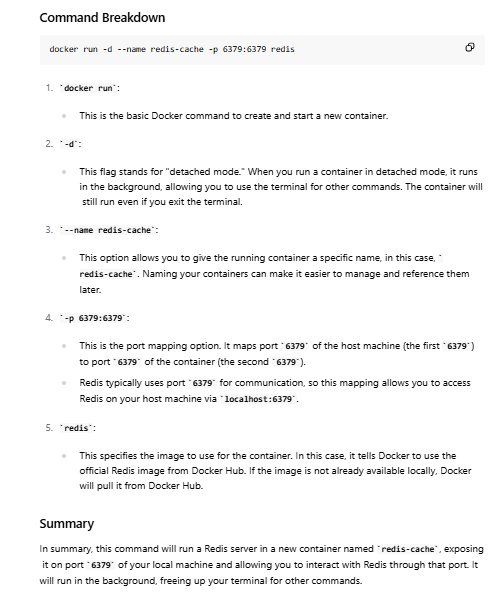 Command Breakdown
docker run -d --name redis-cache -p 6379:6379 redis
1. `docker run`:
This is the basic Docker command to create and start a new container.
2. `-d`:
This flag stands for "detached mode." When you run a container in detached mode, it runs
in the background, allowing you to use the terminal for other commands. The container will
still run even if you exit the terminal.
3. `--name redis-cache`:
This option allows you to give the running container a specific name, in this case, `
redis-cache`. Naming your containers can make it easier to manage and reference them
later.
4. `-p 6379:6379`:
This is the port mapping option. It maps port `6379` of the host machine (the first `6379`)
to port `6379` of the container (the second `6379`).
Redis typically uses port `6379` for communication, so this mapping allows you to access
Redis on your host machine via `localhost:6379`.
5. `redis`:
This specifies the image to use for the container. In this case, it tells Docker to use the
official Redis image from Docker Hub. If the image is not already available locally, Docker
will pull it from Docker Hub.
Summary
In summary, this command will run a Redis server in a new container named `redis-cache`, exposing
it on port `6379` of your local machine and allowing you to interact with Redis through that port. It
will run in the background, freeing up your terminal for other commands.